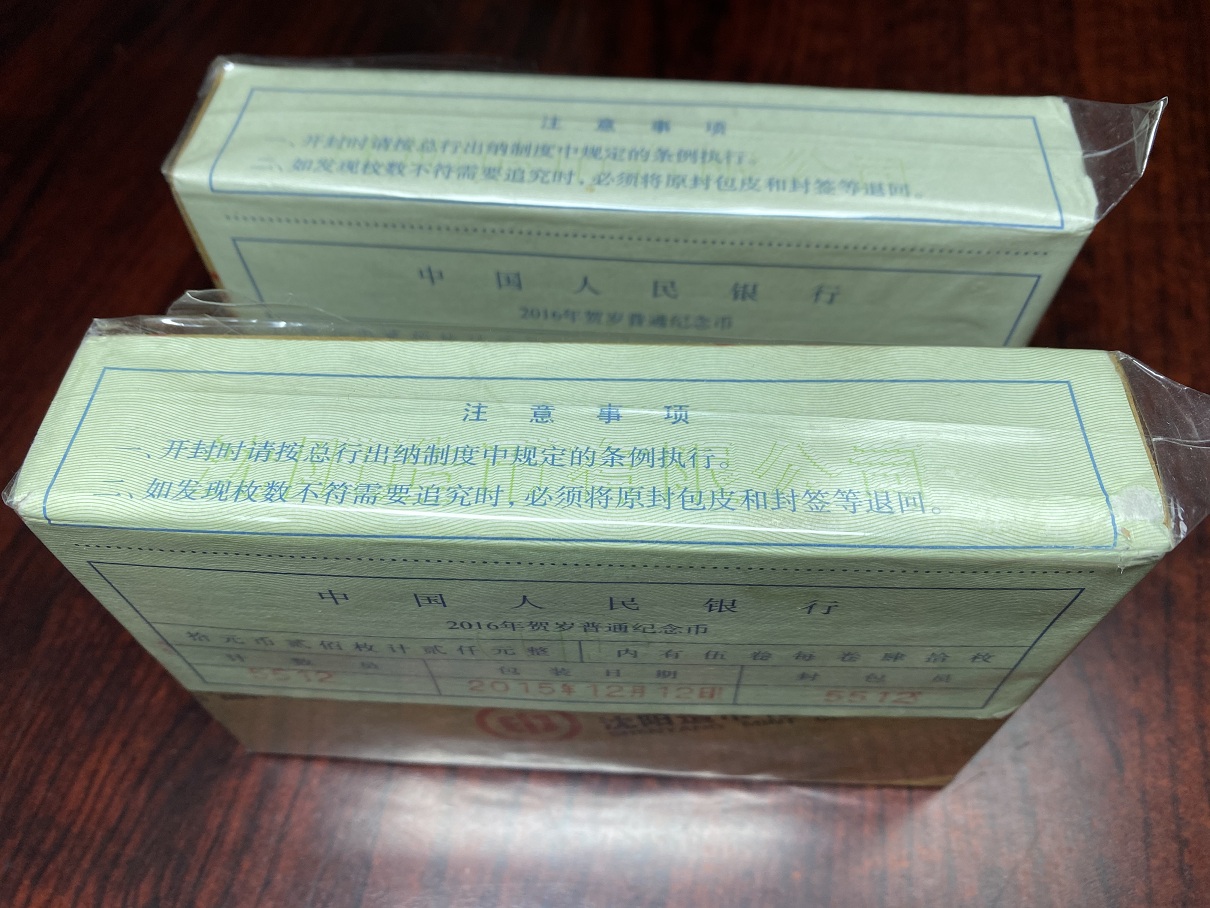 注意事项
一、开封时请按总行出纳制度中规定的条例执行。
二、如发现枚数不符需要追究时,必须将原封包皮和封签等退回。
中国人民银行
2016年贺岁普通纪念币
注意事项
一、开封时请按总行出纳制度中规定的条例执行。
二、如发现枚数不符需要追究时,必须将原封包皮和封签等退回。
中国人民银行
2016年贺岁普通纪念币
拾元币贰佰枚计贰仟元整 内有伍卷每卷肆拾枚
计数员 包装日期 封包员
5512 2015年12月12日 5512
沈阳造币